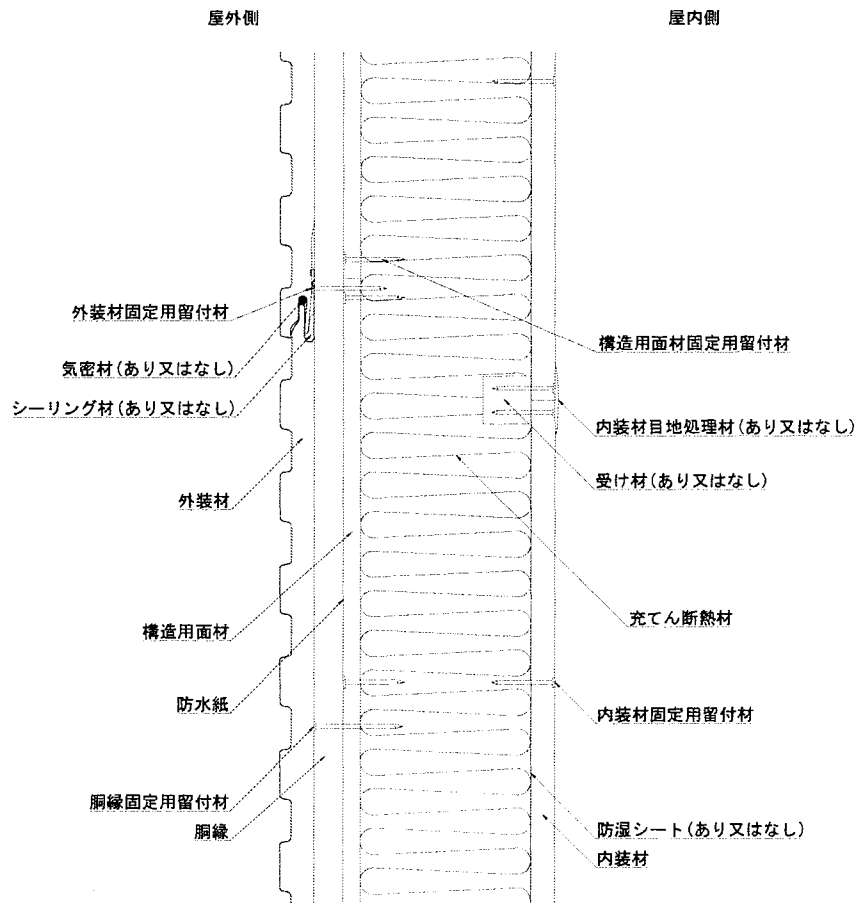 屋外側
屋内側
外装材固定用留付材
気密材(あり又はなし)
シーリング材(あり又はなし)
外装材
構造用面材
防水紙
胴縁固定用留付材
胴縁
構造用面材固定用留付材
内装材目地処理材(あり又はなし)
受け材(あり又はなし)
充てん断熱材
内装材固定用留付材
防湿シート(あり又はなし)
内装材